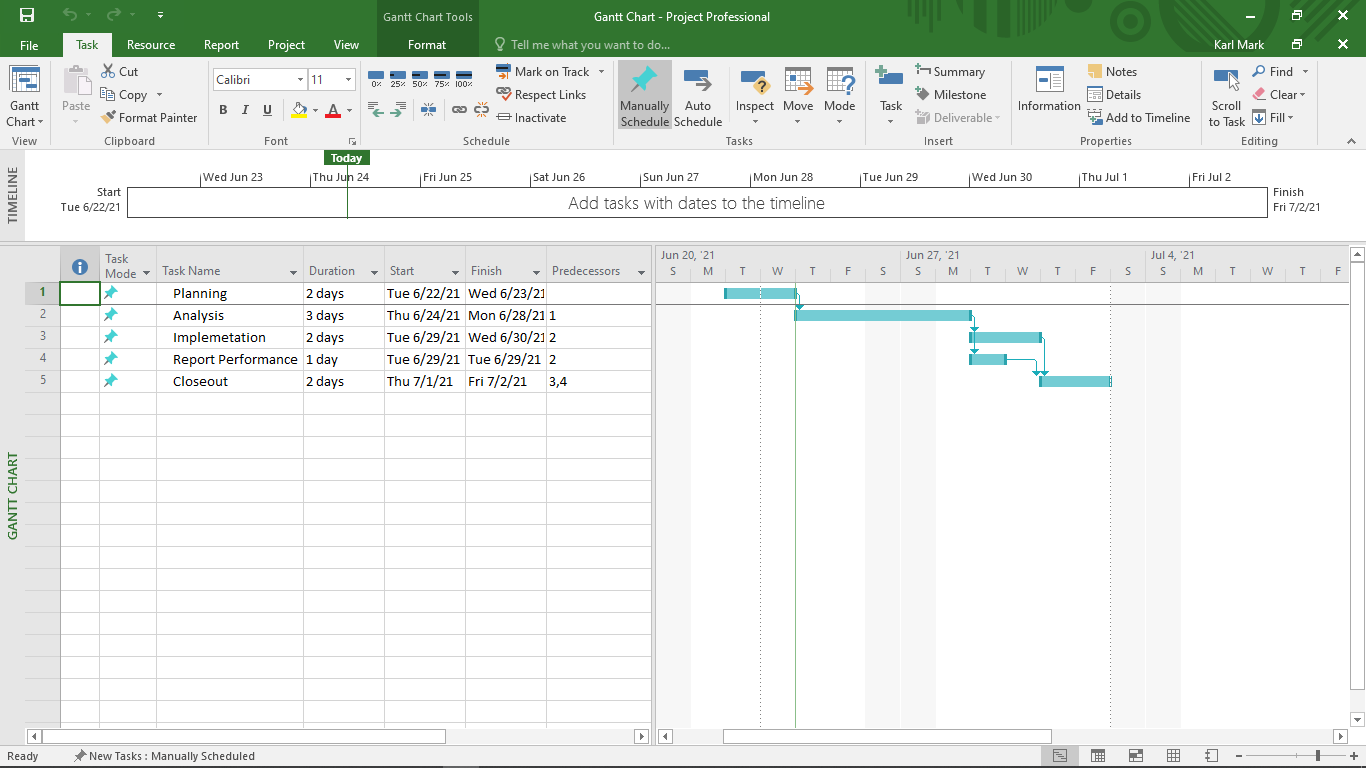 Gantt Chart Tools
Gantt Chart - Project Professional
File Task Resource Report Project View Format Tell me what you want to do... Karl Mark
Gantt Chart
View
Paste
Cut
Copy
Format Painter
Clipboard
Calibri 11
B I U A
Font
0% 25% 50% 75% 100%
Mark on Track
Respect Links
Inactivate
Schedule
Manually Schedule
Auto Schedule
Inspect
Move
Mode
Tasks
Task
Summary
Milestone
Deliverable
Insert
Information
Notes
Details
Add to Timeline
Properties
Scroll to Task
Find
Clear
Fill
Editing
TIMELINE
Today
Wed Jun 23 Thu Jun 24 Fri Jun 25 Sat Jun 26 Sun Jun 27 Mon Jun 28 Tue Jun 29 Wed Jun 30 Thu Jul 1 Fri Jul 2
Start
Tue 6/22/21
Add tasks with dates to the timeline
Finish
Fri 7/2/21
GANTT CHART
Task Mode Task Name Duration Start Finish Predecessors
1 Planning 2 days Tue 6/22/21 Wed 6/23/21
2 Analysis 3 days Thu 6/24/21 Mon 6/28/21 1
3 Implemetation 2 days Tue 6/29/21 Wed 6/30/21 2
4 Report Performance 1 day Tue 6/29/21 Tue 6/29/21 2
5 Closeout 2 days Thu 7/1/21 Fri 7/2/21 3,4
Jun 20, '21 Jun 27, '21 Jul 4, '21
S M T W T F S S M T W T F S S M T W T F
Ready New Tasks : Manually Scheduled